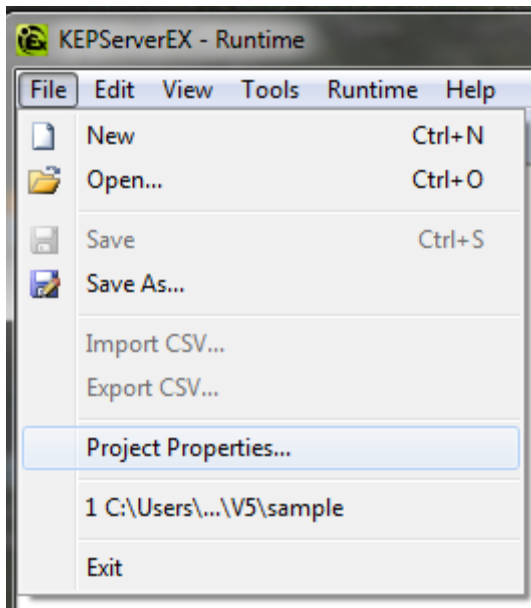 KEPServerEX - Runtime
File Edit View Tools Runtime Help
New Ctrl+N
Open... Ctrl+O
Save Ctrl+S
Save As...
Import CSV...
Export CSV...
Project Properties...
1 C:\Users\...\V5\sample
Exit